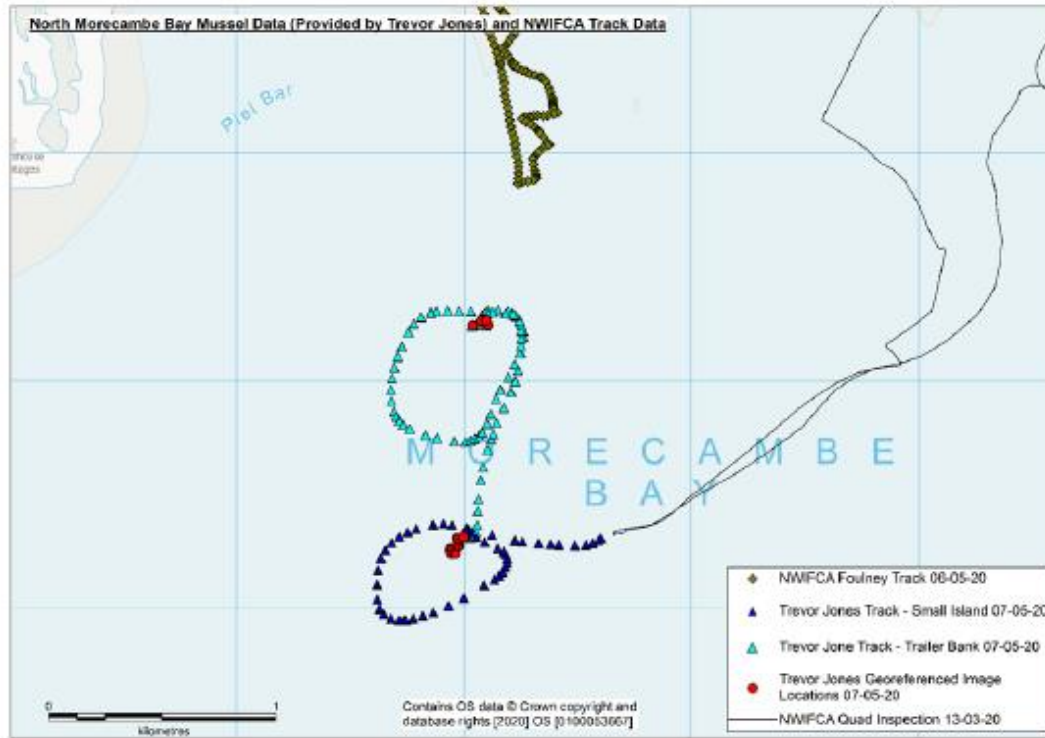 North Morecambe Bay Mussel Data (Provided by Trevor Jones) and NWIFCA Track Data
Piel Bar
MORECAMBE
BAY
NWIFCA Foulney Track 06-05-20
Trevor Jones Track - Small Island 07-05-20
Trevor Jone Track - Trailer Bank 07-05-20
Trevor Jones Georeferenced Image
Locations 07-05-20
NWIFCA Quad Inspection 13-03-20
0 1
kilometres
Contains OS data © Crown copyright and
database rights [2020] OS [0100053667]